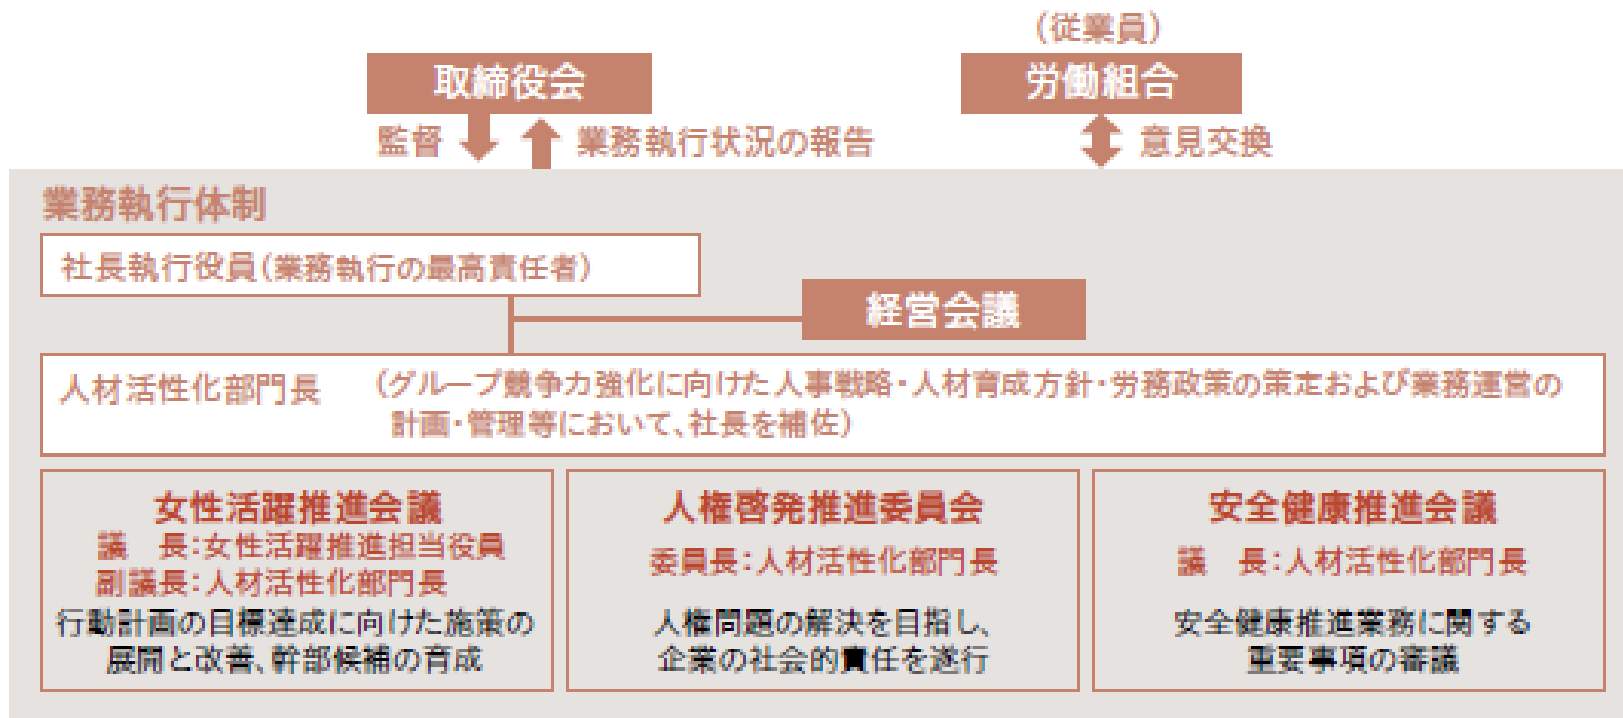 (従業員)
取締役会
労働組合
監督
業務執行状況の報告
意見交換
業務執行体制
社長執行役員(業務執行の最高責任者)
経営会議
人材活性化部門長
(グループ競争力強化に向けた人事戦略・人材育成方針・労務政策の策定および業務運営の
計画・管理等において、社長を補佐)
女性活躍推進会議
議 長:女性活躍推進担当役員
副議長:人材活性化部門長
行動計画の目標達成に向けた施策の
展開と改善、幹部候補の育成
人権啓発推進委員会
委員長:人材活性化部門長
人権問題の解決を目指し、
企業の社会的責任を遂行
安全健康推進会議
議 長:人材活性化部門長
安全健康推進業務に関する
重要事項の審議